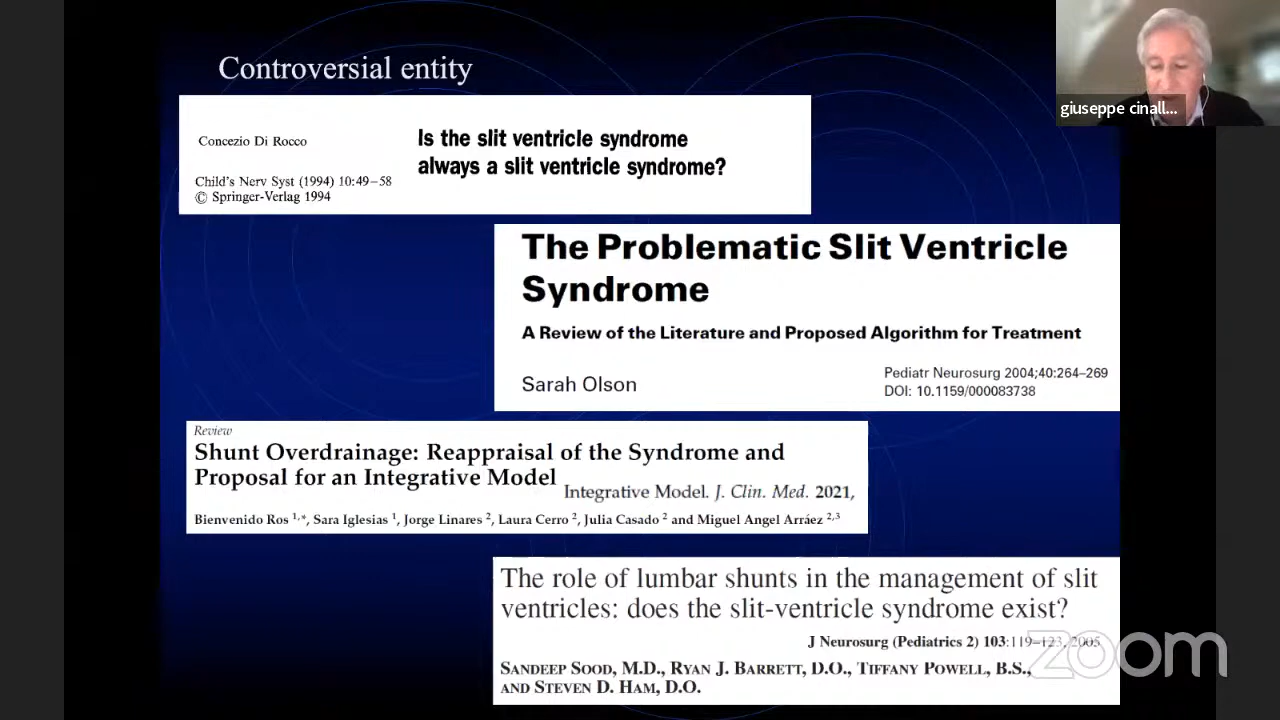 Controversial entity
giuseppe cinall...
Concezio Di Rocco
Is the slit ventricle syndrome
always a slit ventricle syndrome?
Child's Nerv Syst (1994) 10:49–58
© Springer-Verlag 1994
The Problematic Slit Ventricle
Syndrome
A Review of the Literature and Proposed Algorithm for Treatment
Sarah Olson
Pediatr Neurosurg 2004;40:264–269
DOI: 10.1159/000083738
Review
Shunt Overdrainage: Reappraisal of the Syndrome and
Proposal for an Integrative Model
Integrative Model. J. Clin. Med. 2021,
Bienvenido Ros 1,*, Sara Iglesias 1, Jorge Linares 2, Laura Cerro 2, Julia Casado 2 and Miguel Angel Arráez 2,3
The role of lumbar shunts in the management of slit
ventricles: does the slit-ventricle syndrome exist?
J Neurosurg (Pediatrics 2) 103:119–123, 2005
SANDEEP SOOD, M.D., RYAN J. BARRETT, D.O., TIFFANY POWELL, B.S.,
AND STEVEN D. HAM, D.O.
zoom